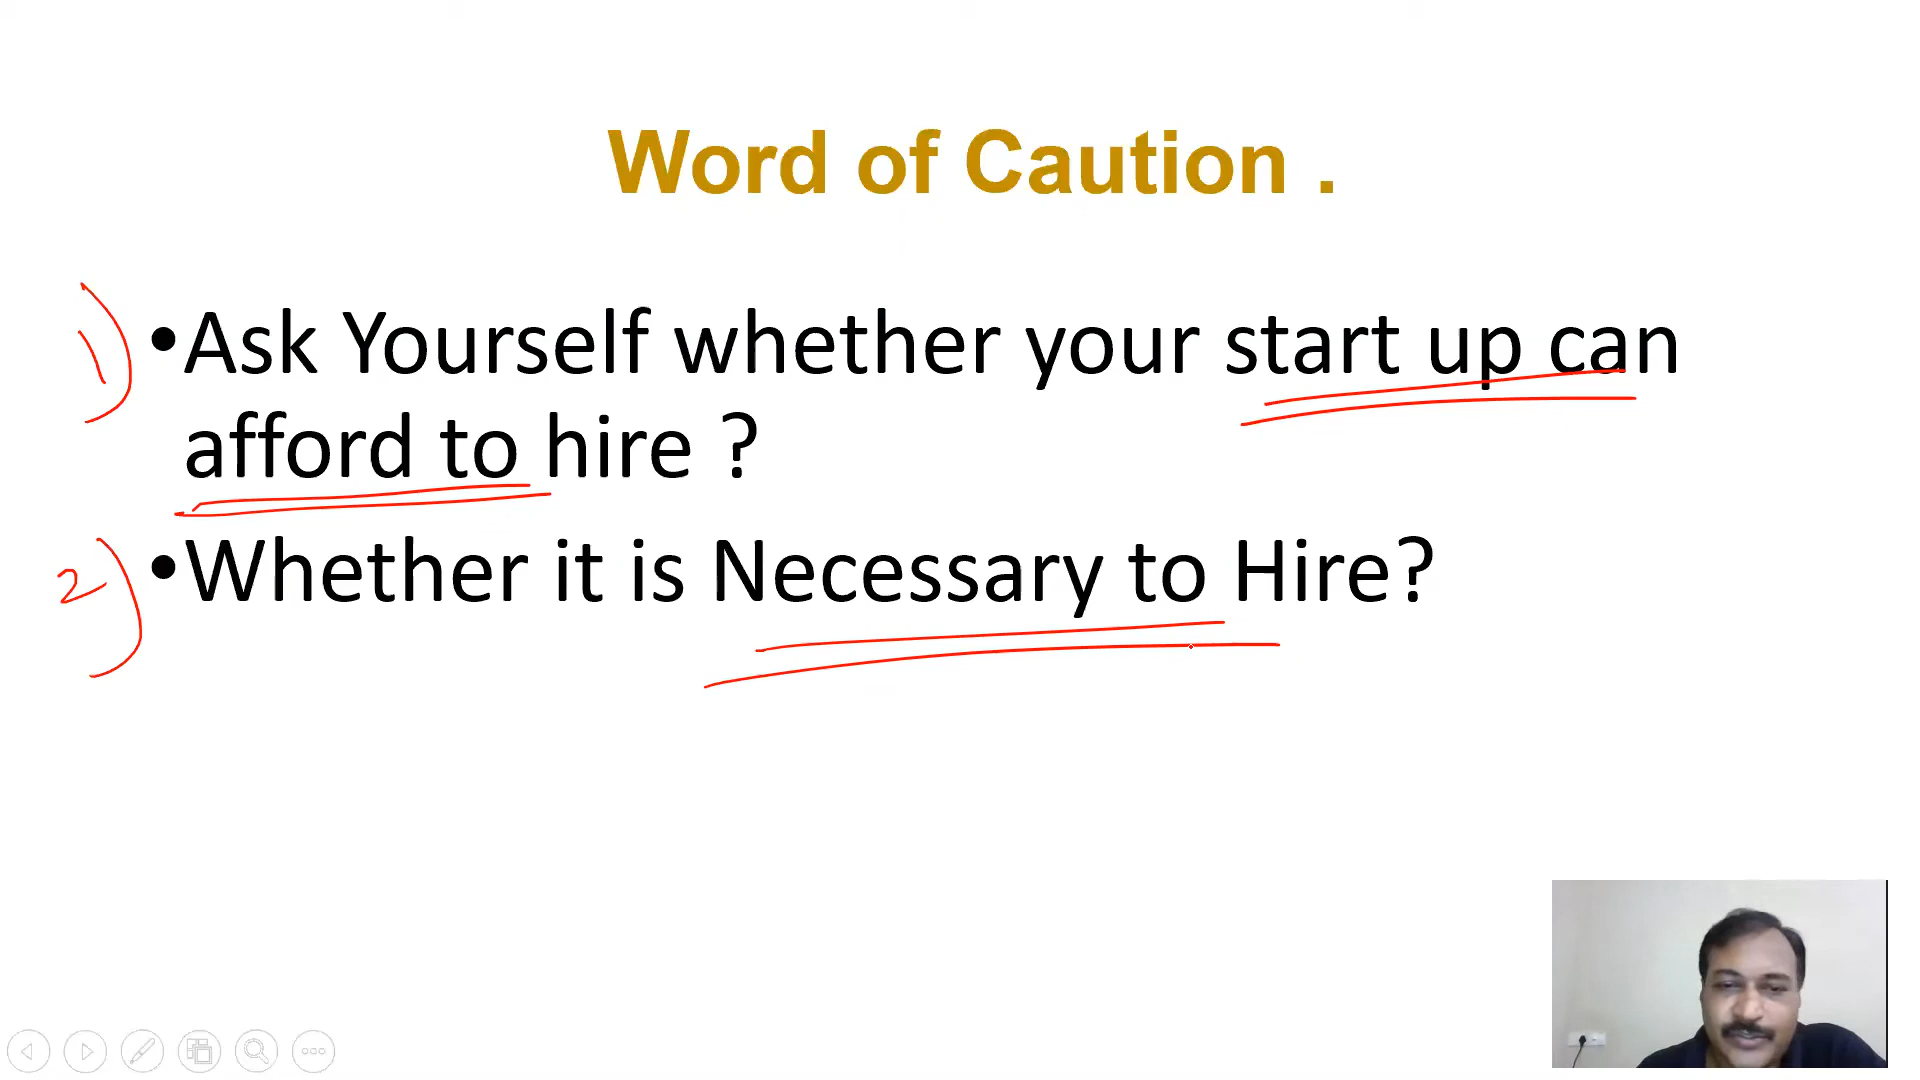 Word of Caution .
1) •Ask Yourself whether your start up can
afford to hire ?
2) •Whether it is Necessary to Hire?